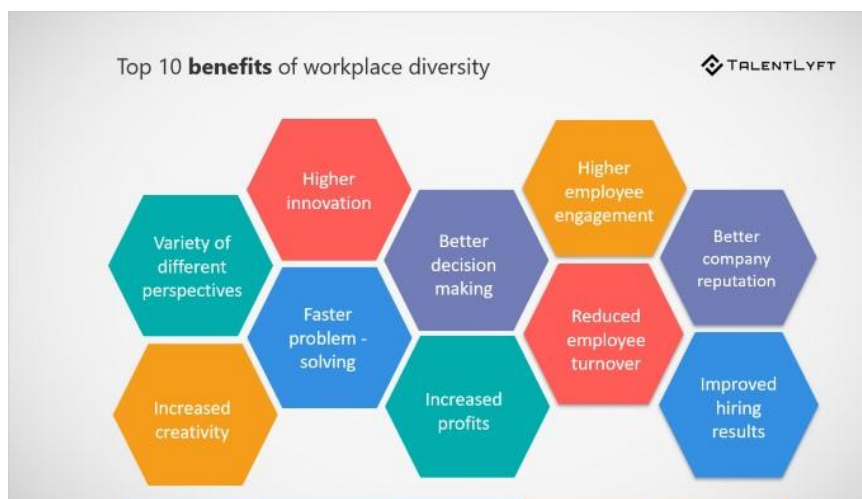 Top 10 benefits of workplace diversity
TALENTLYFT
Variety of
different
perspectives
Increased
creativity
Higher
innovation
Faster
problem -
solving
Better
decision
making
Increased
profits
Higher
employee
engagement
Reduced
employee
turnover
Better
company
reputation
Improved
hiring
results